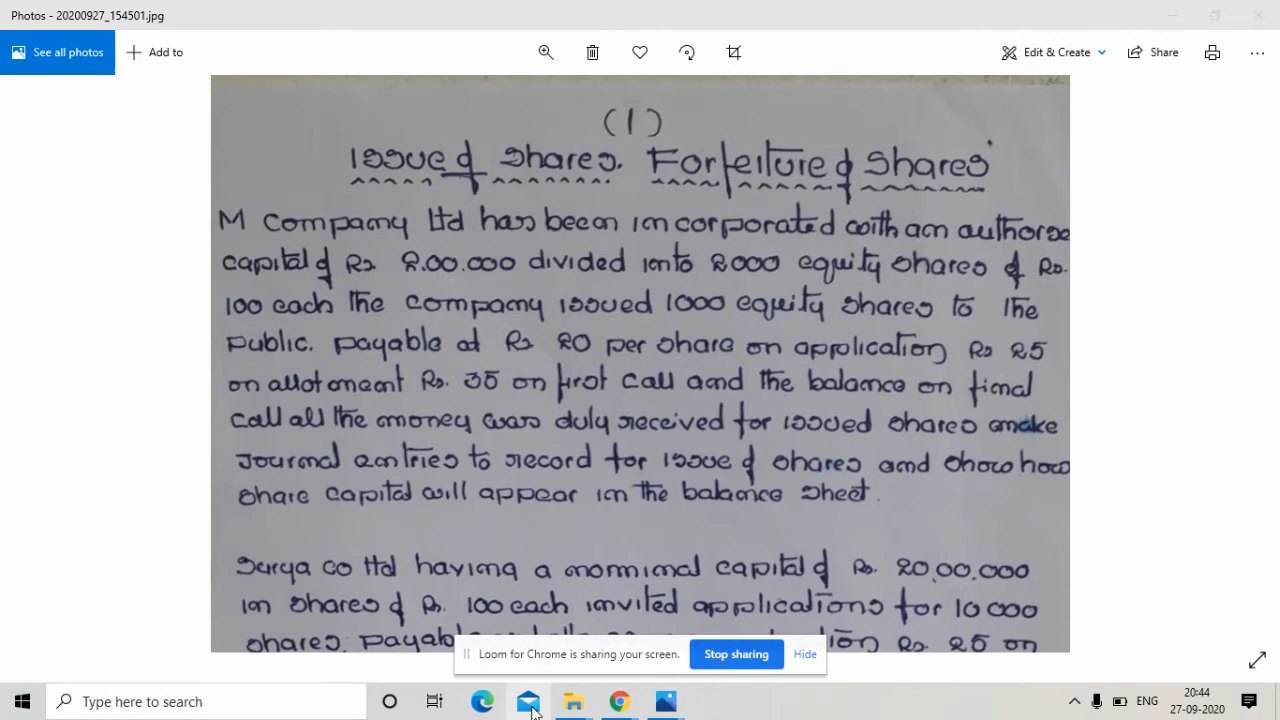 Photos - 20200927_154501.jpg
See all photos
Add to
Edit & Create
Share
(1)
Issue of Shares. Forfeiture of Shares
M Company Ltd has been incorporated with an authorse
capital of Rs. 2.00.000 divided into 2000 equity shares of Rs.
100 each the company issued 1000 equity shares to the
public. payable at Rs 20 per share on application Rs 25
on allotement Rs. 35 on first call and the balance on final
call all the money was duly received for issued shares make
Journal entries to record for issue of shares and show how
share capital will appear in the balance sheet.
Surya co ltd having a nominal capital of Rs. 20,00,000
in shares of Rs. 100 each invited applications for 10000
shares. payable Rs. 25 on
Loom for Chrome is sharing your screen.
Stop sharing
Hide
Type here to search
ENG
20:44
27-09-2020